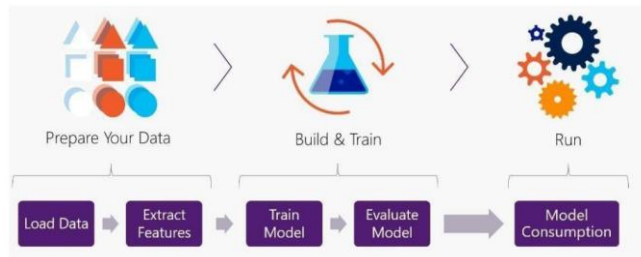 Prepare Your Data
Build & Train
Run
Load Data
Extract
Features
Train
Model
Evaluate
Model
Model
Consumption